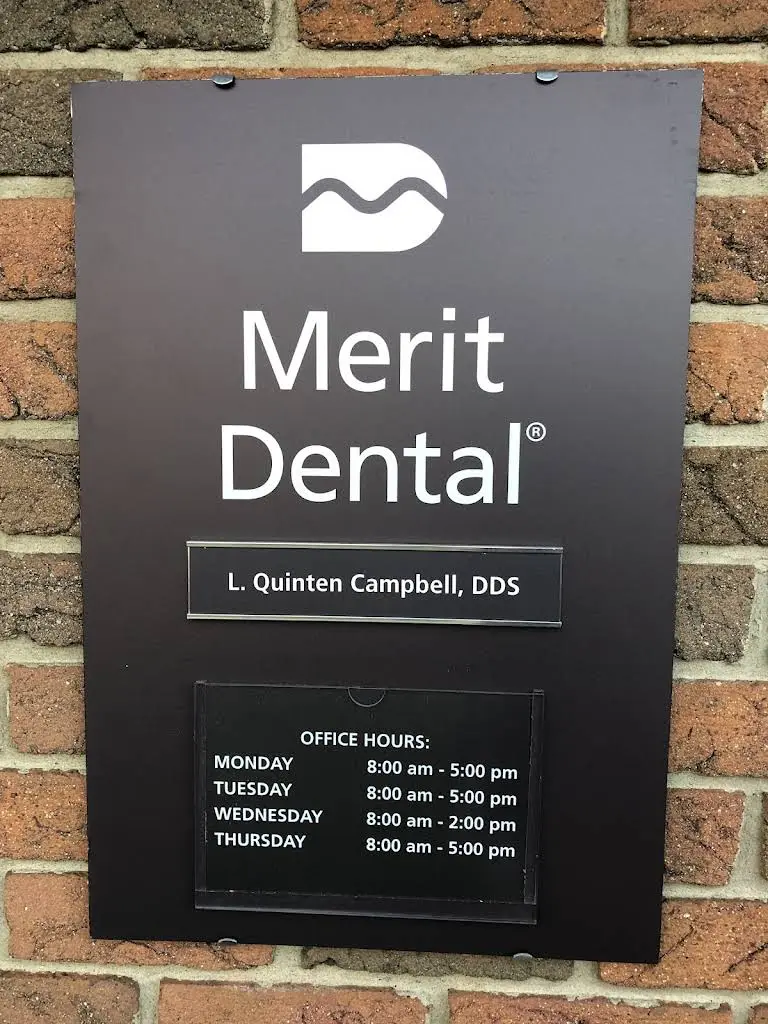 Merit
Dental®
L. Quinten Campbell, DDS
OFFICE HOURS:
MONDAY 8:00 am - 5:00 pm
TUESDAY 8:00 am - 5:00 pm
WEDNESDAY 8:00 am - 2:00 pm
THURSDAY 8:00 am - 5:00 pm